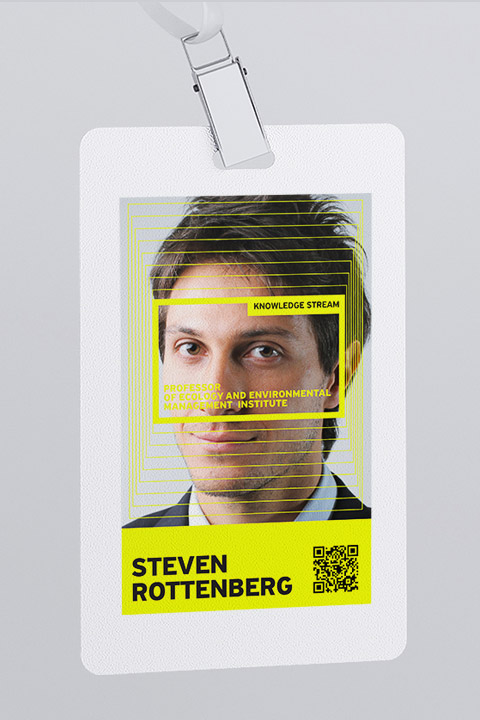 KNOWLEDGE STREAM
PROFESSOR
OF ECOLOGY AND ENVIRONMENTAL
MANAGEMENT INSTITUTE
STEVEN
ROTTENBERG